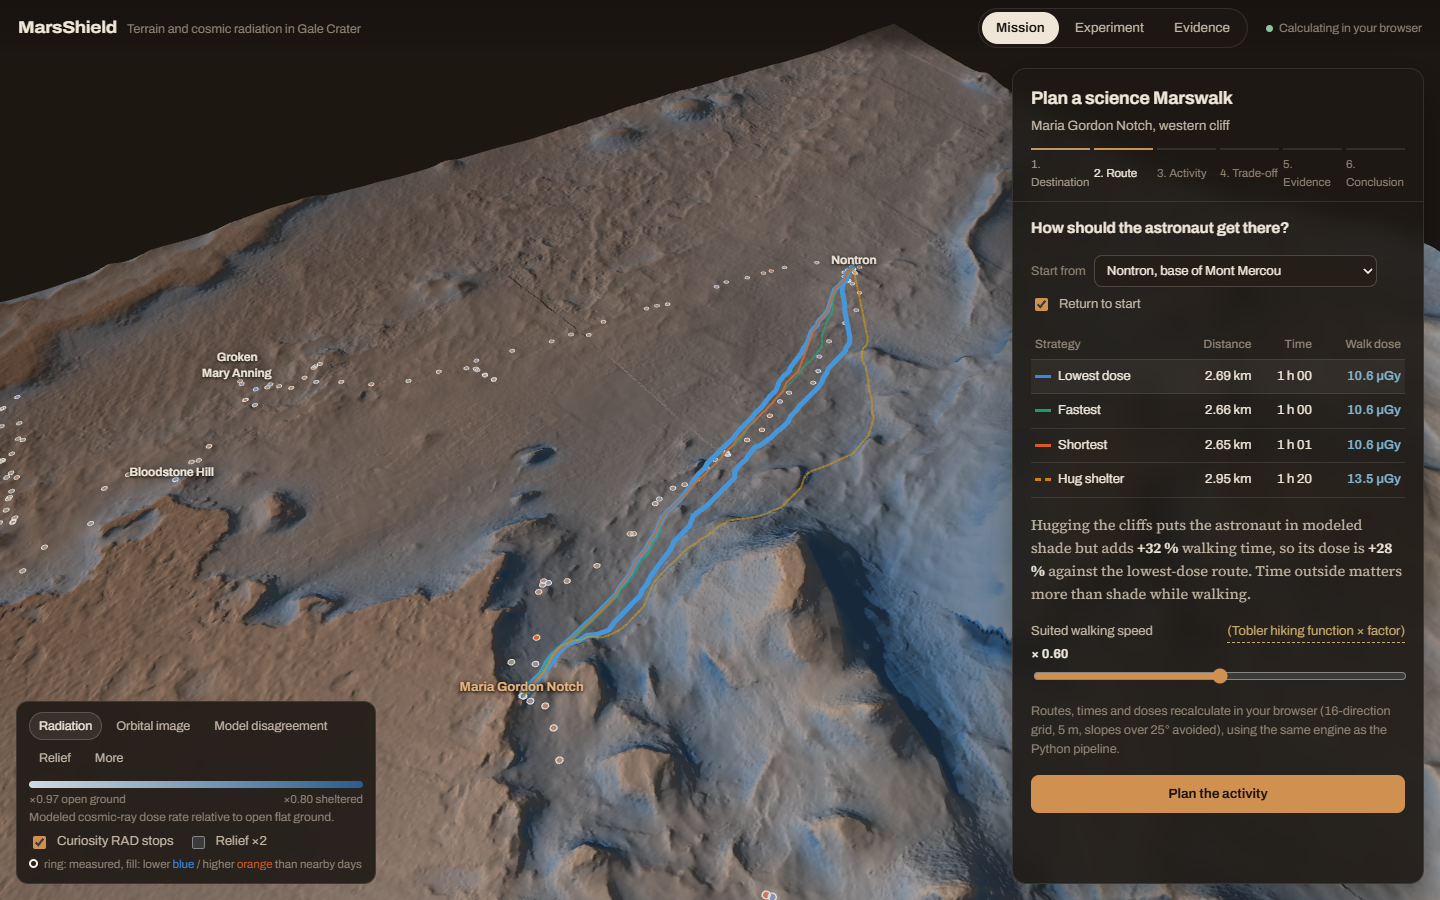 MarsShield Terrain and cosmic radiation in Gale Crater
Mission Experiment Evidence
Calculating in your browser
Nontron
Groken
Mary Anning
Bloodstone Hill
Maria Gordon Notch
Radiation Orbital image Model disagreement
Relief More
×0.97 open ground ×0.80 sheltered
Modeled cosmic-ray dose rate relative to open flat ground.
Curiosity RAD stops Relief ×2
ring: measured, fill: lower blue / higher orange than nearby days
Plan a science Marswalk
Maria Gordon Notch, western cliff
1. Destination
2. Route
3. Activity
4. Trade-off
5. Evidence
6. Conclusion
How should the astronaut get there?
Start from Nontron, base of Mont Mercou
Return to start
Strategy Distance Time Walk dose
Lowest dose 2.69 km 1 h 00 10.6 µGy
Fastest 2.66 km 1 h 00 10.6 µGy
Shortest 2.65 km 1 h 01 10.6 µGy
Hug shelter 2.95 km 1 h 20 13.5 µGy
Hugging the cliffs puts the astronaut in modeled
shade but adds +32 % walking time, so its dose is +28
% against the lowest-dose route. Time outside matters
more than shade while walking.
Suited walking speed (Tobler hiking function × factor)
× 0.60
Routes, times and doses recalculate in your browser (16-direction
grid, 5 m, slopes over 25° avoided), using the same engine as the
Python pipeline.
Plan the activity